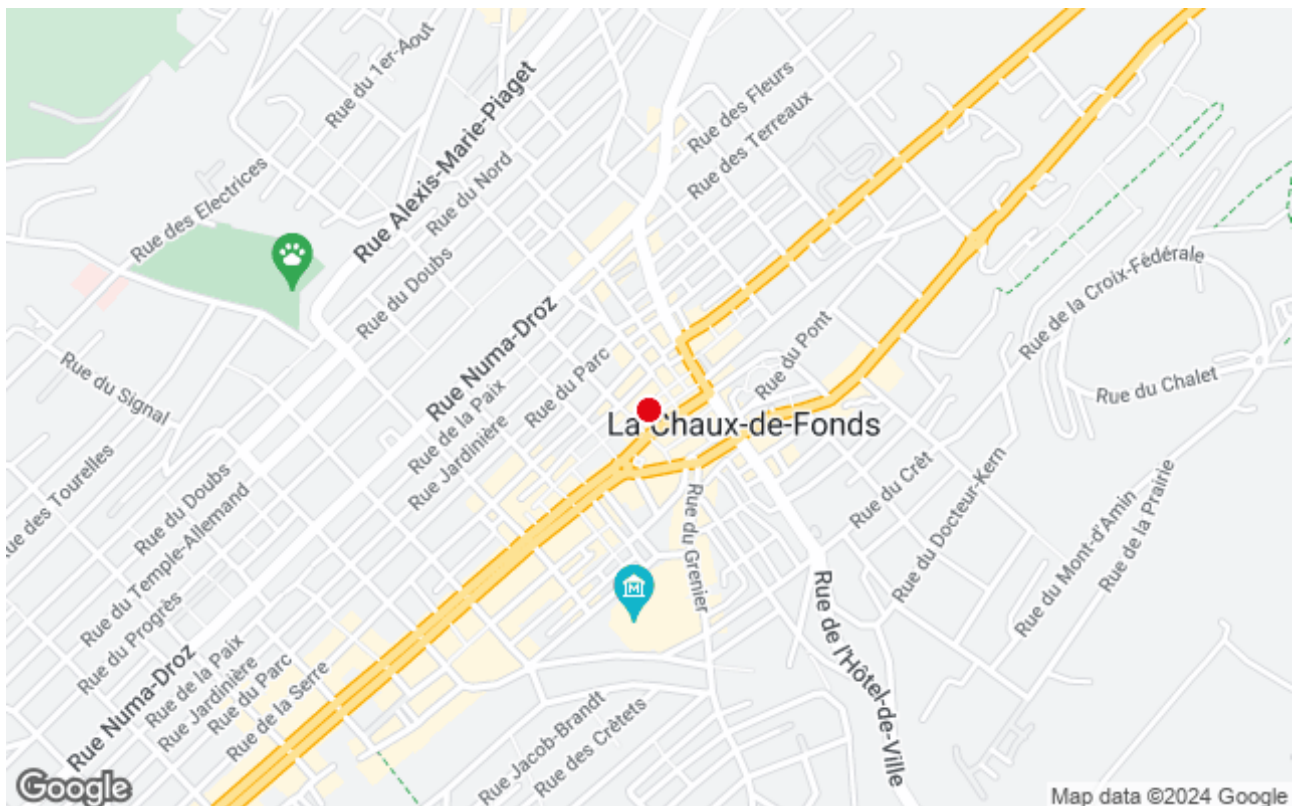 Rue du 1er-Aout
Rue Alexis-Marie-Piaget
Rue des Fleurs
Rue des Terreaux
Rue du Nord
Rue des Electrices
Rue du Doubs
Rue de la Croix-Fédérale
Rue Numa-Droz
Rue du Parc
Rue du Pont
Rue du Signal
Rue de la Paix
Rue du Chalet
La Chaux-de-Fonds
Rue Jardinière
Rue des Tourelles
Rue du Doubs
Rue du Crêt
Rue du Temple-Allemand
Rue du Grenier
Rue du Docteur-Kern
Rue du Mont-d'Amin
Rue de la Prairie
Rue du Progrès
Rue de l'Hôtel-de-Ville
Rue Numa-Droz
Rue de la Paix
Rue Jardinière
Rue du Parc
Rue de la Serre
Rue Jacob-Brandt
Rue des Crêtets
M
Google
Map data ©2024 Google